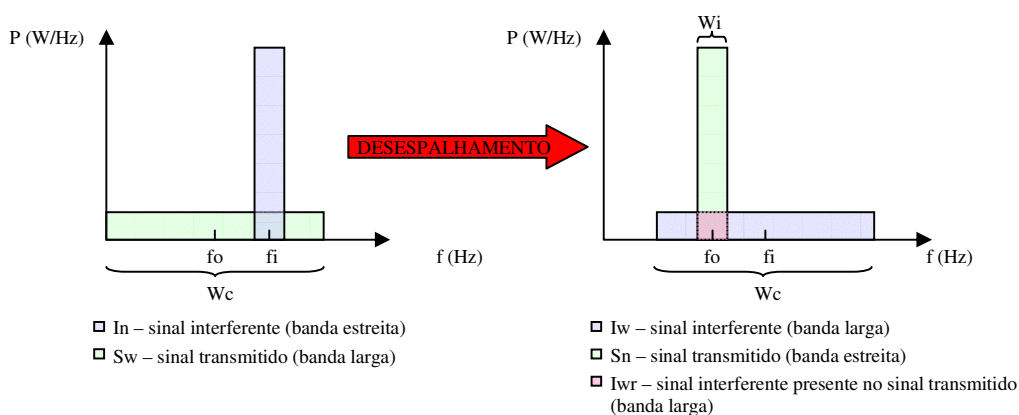 P (W/Hz)
fo
fi
f (Hz)
Wc
In – sinal interferente (banda estreita)
Sw – sinal transmitido (banda larga)
DESESPALHAMENTO
Wi
P (W/Hz)
fo
fi
f (Hz)
Wc
Iw – sinal interferente (banda larga)
Sn – sinal transmitido (banda estreita)
Iwr – sinal interferente presente no sinal transmitido
(banda larga)